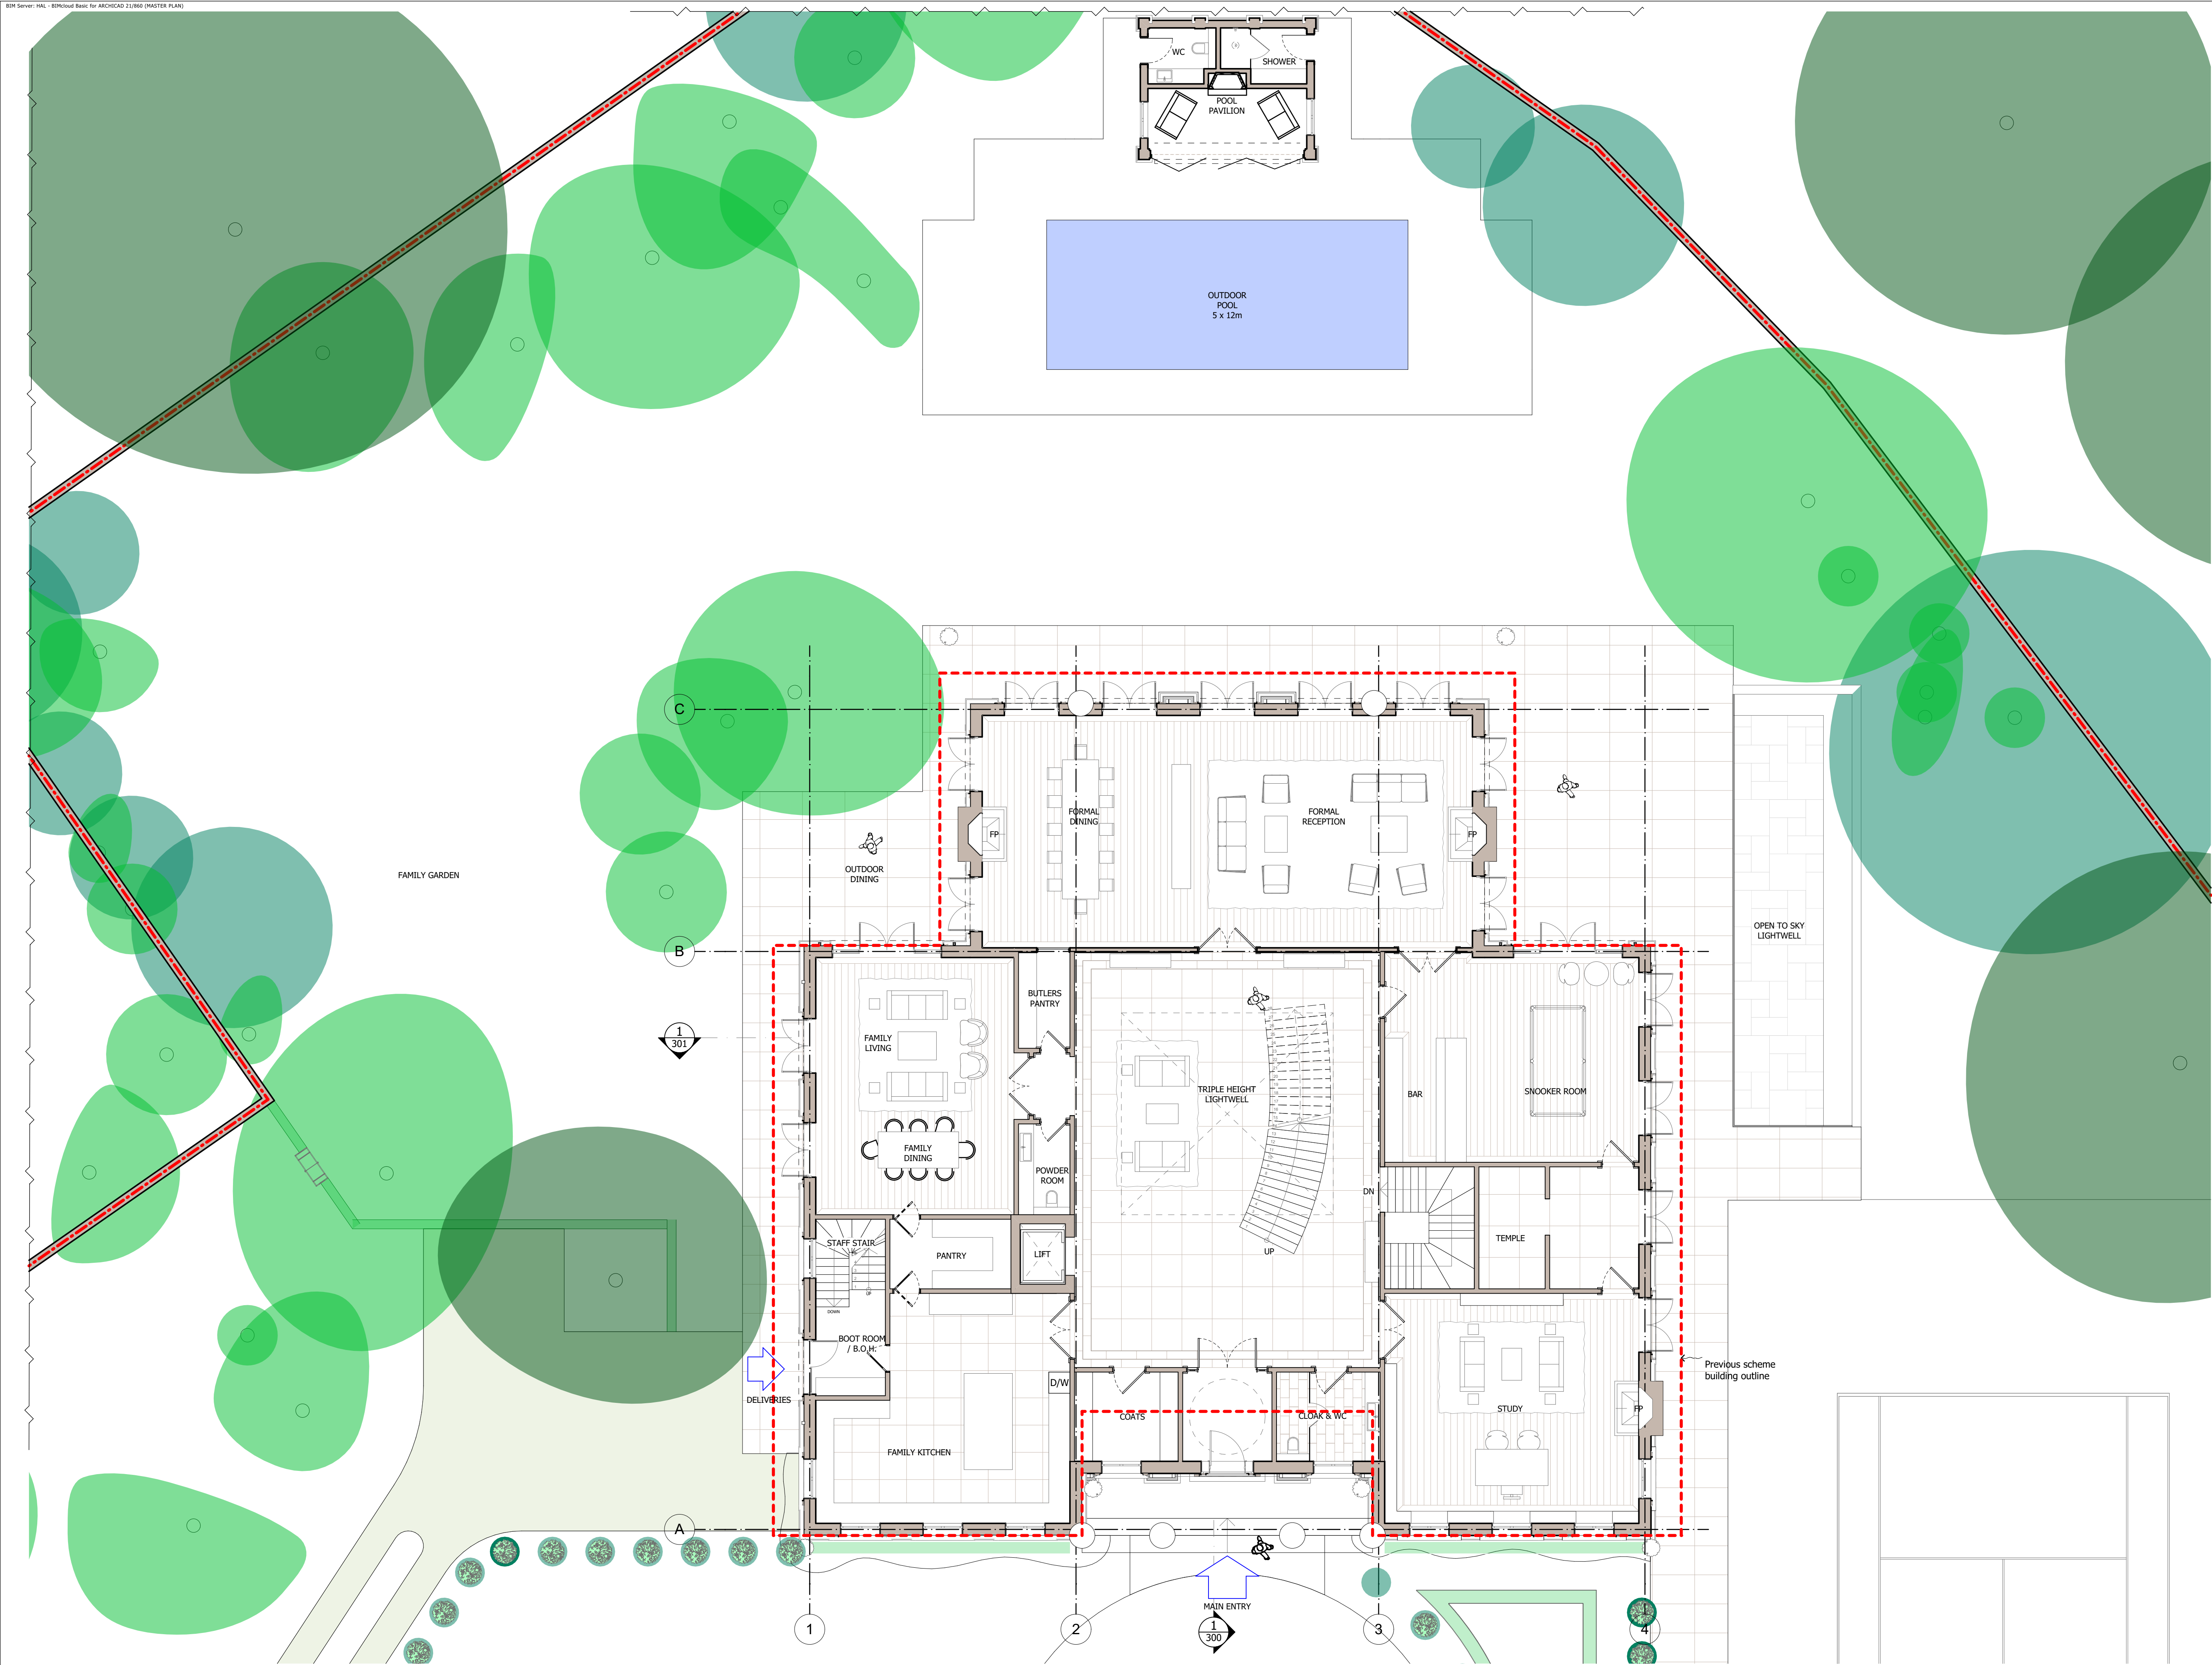 BIM Server: HAL - BIMcloud Basic for ARCHICAD 21/860 (MASTER PLAN)
WC
SHOWER
POOL
PAVILION
OUTDOOR
POOL
5 x 12m
C
FORMAL
DINING
FORMAL
RECEPTION
FP
FP
OUTDOOR
DINING
FAMILY GARDEN
OPEN TO SKY
LIGHTWELL
B
BUTLERS
PANTRY
1
301
FAMILY
LIVING
TRIPLE HEIGHT
LIGHTWELL
BAR
SNOOKER ROOM
FAMILY
DINING
POWDER
ROOM
DN
STAFF STAIR
PANTRY
LIFT
UP
TEMPLE
UP
DOWN
BOOT ROOM
/ B.O.H.
Previous scheme
building outline
D/W
DELIVERIES
COATS
CLOAK & WC
STUDY
FP
FAMILY KITCHEN
A
MAIN ENTRY
1
2
1
300
3
4